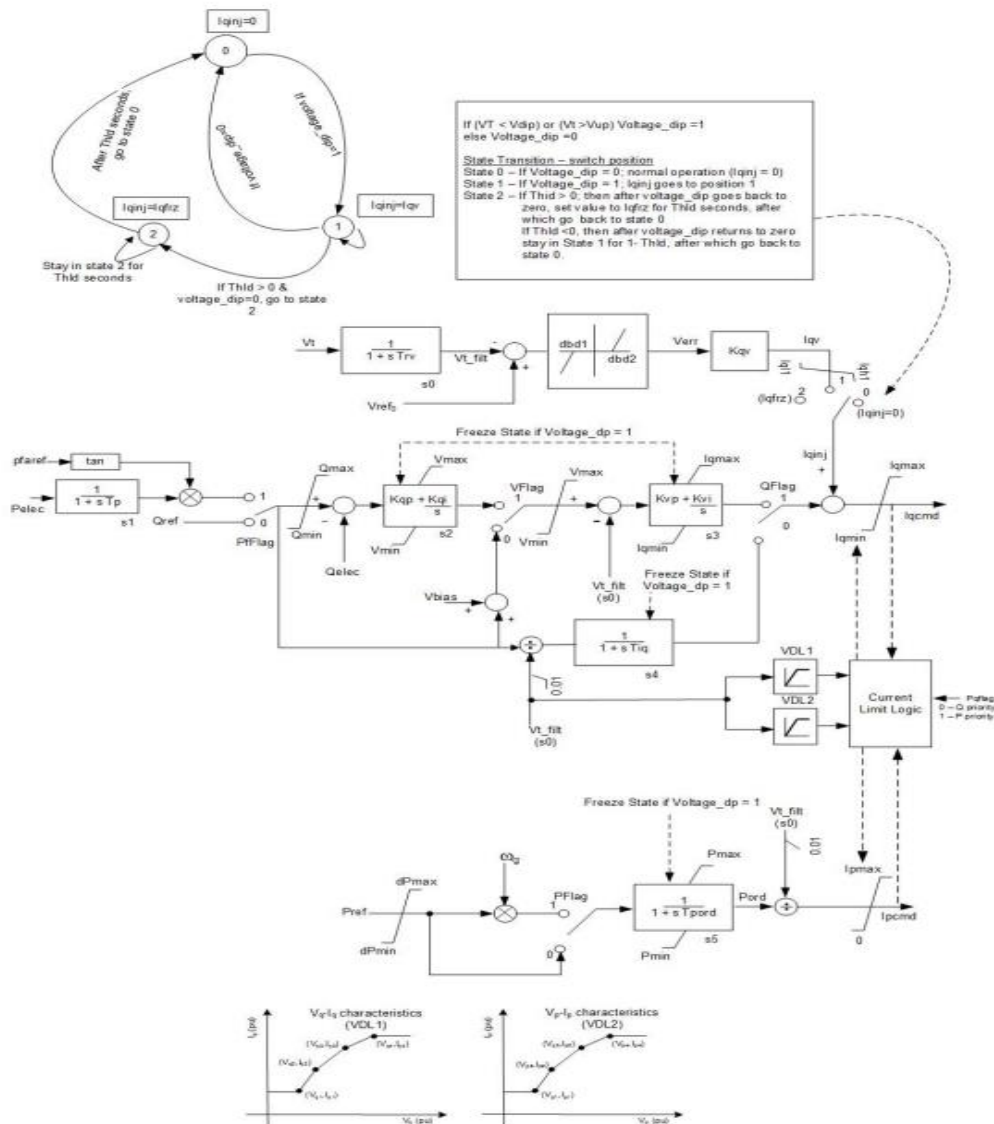 Iqinj=0
0
After Thld seconds, go to state 0
If voltage_dip=1
If voltage_dip=0
Iqinj=Iqfrz
Iqinj=Iqv
2
1
Stay in state 2 for
Thld seconds
If Thld > 0 &
voltage_dip=0, go to state
2
If (VT < Vdip) or (Vt >Vup) Voltage_dip =1
else Voltage_dip =0
State Transition – switch position
State 0 – If Voltage_dip = 0; normal operation (Iqinj = 0)
State 1 – If Voltage_dip = 1; Iqinj goes to position 1
State 2 – If Thld > 0; then after voltage_dip goes back to
zero, set value to Iqfrz for Thld seconds, after
which go back to state 0
If Thld <0, then after voltage_dip returns to zero
stay in State 1 for 1- Thld, after which go back to
state 0.
Vt
1
1 + s Trv
s0
Vt_filt
-
+
Vref₀
dbd1
dbd2
Verr
Kqv
Iqv
Iql1
Iqh1
1
0
2
(Iqfrz)
(Iqinj=0)
Iqinj
+
Freeze State if Voltage_dp = 1
pfaref
tan
Pelec
1
1 + s Tp
s1
Qref
1
0
PfFlag
Qmax
Qmin
+
-
Qelec
Vmax
Kqp + Kqi
s
Vmin
s2
VFlag
1
0
Vmax
Vmin
+
-
Vt_filt
(s0)
Iqmax
Kvp + Kvi
s
Iqmin
s3
QFlag
1
0
+
Iqmax
Iqmin
Iqcmd
Vbias
+
+
Freeze State if
Voltage_dp = 1
÷
1
1 + s Tiq
s4
0.01
Vt_filt
(s0)
VDL1
VDL2
Current
Limit Logic
Pqflag
0 – Q priority
1 – P priority
Freeze State if Voltage_dp = 1
Vt_filt
(s0)
0.01
Pref
dPmax
dPmin
ωg
PFlag
1
0
Pmax
1
1 + s Tpord
Pmin
s5
Pord
÷
Ipmax
0
Ipcmd
Vq-Iq characteristics
(VDL1)
Vp-Ip characteristics
(VDL2)